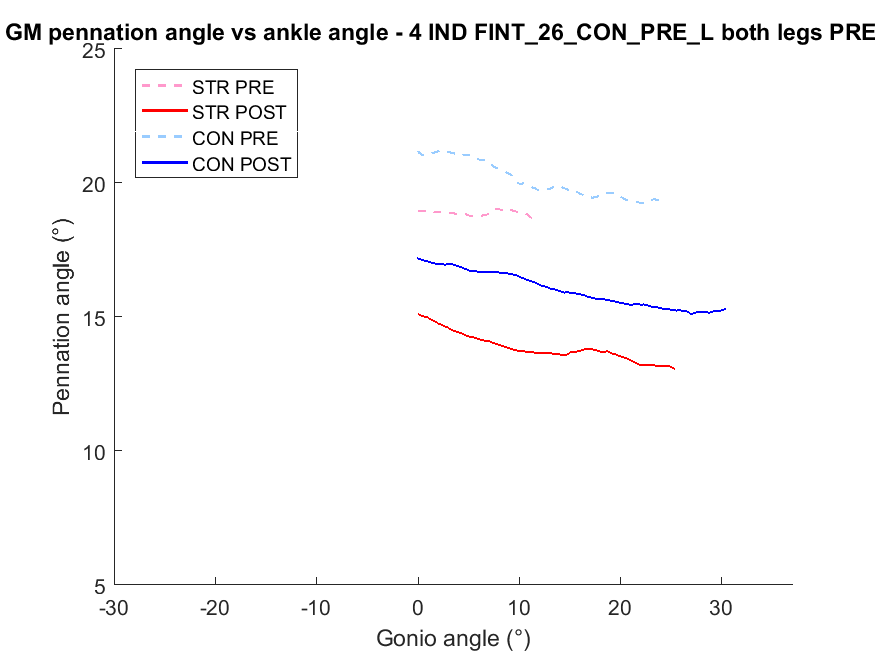 GM pennation angle vs ankle angle - 4 IND FINT_26_CON_PRE_L both legs PRE
25
STR PRE
STR POST
CON PRE
CON POST
20
15
10
5
Pennation angle (°)
-30
-20
-10
0
10
20
30
Gonio angle (°)